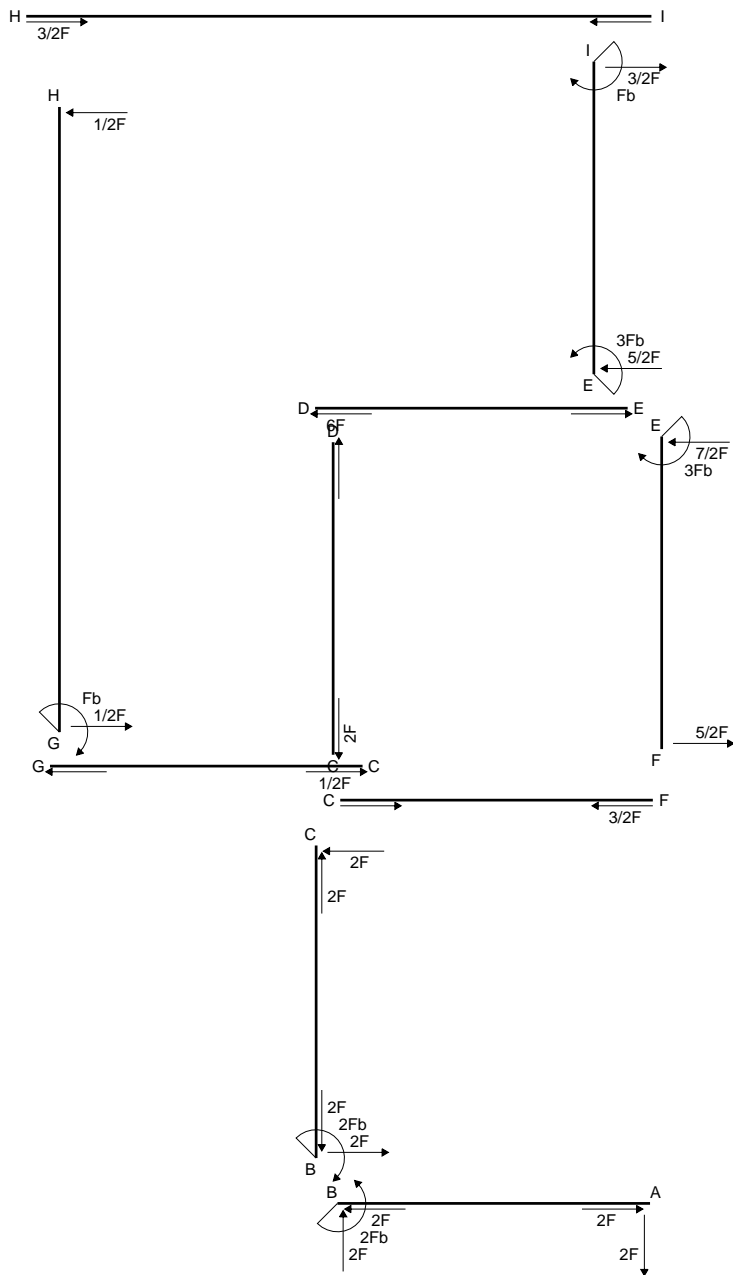 H I
3/2F
I
3/2F
Fb
H
1/2F
3Fb
5/2F
E
D E
6F
D
E
7/2F
3Fb
2F
Fb
1/2F
G
5/2F
F
G C C
1/2F
C F
3/2F
C
2F
2F
2F
2Fb
2F
B
B A
2F 2F
2Fb
2F 2F